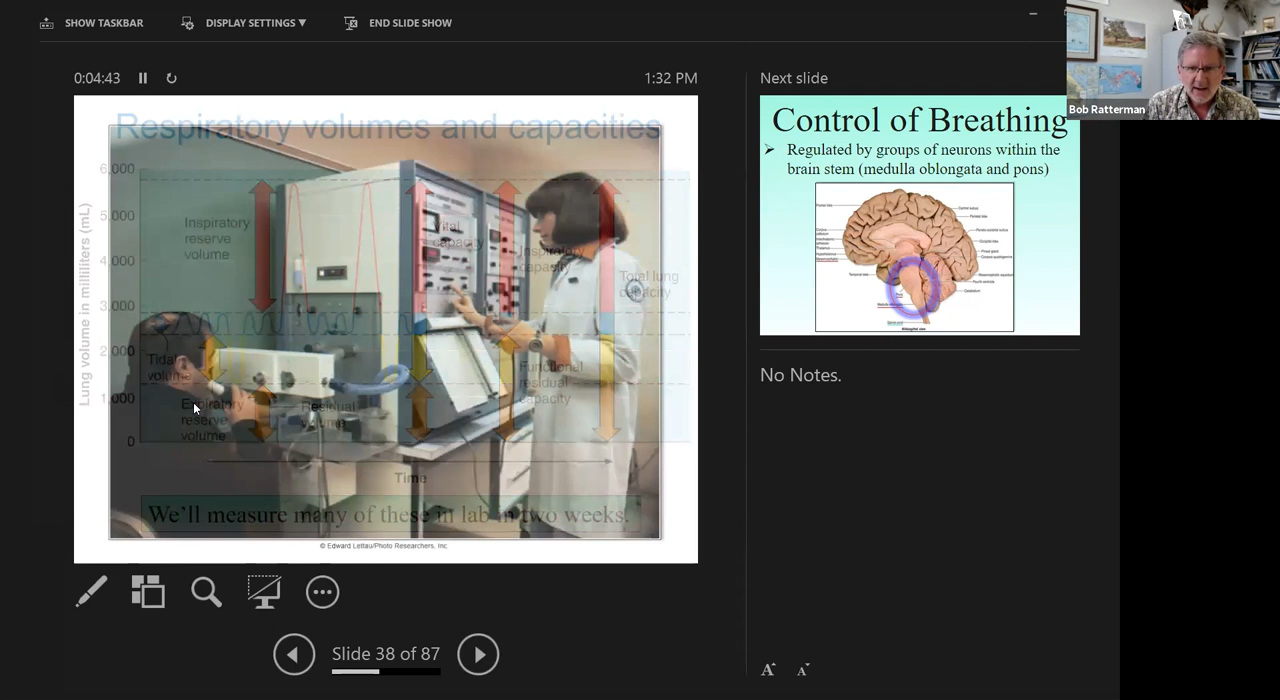 SHOW TASKBAR
DISPLAY SETTINGS ▼
END SLIDE SHOW
0:04:43
1:32 PM
Next slide
Bob Ratterman
Respiratory volumes and capacities
Lung volume in milliliters (mL)
6,000
5,000
4,000
3,000
2,000
1,000
0
Inspiratory
reserve
volume
Vital
capacity
Inspiratory
capacity
Total lung
capacity
Tidal
volume
Expiratory
reserve
volume
Residual
volume
Functional
residual
capacity
Time
We'll measure many of these in lab in two weeks.
© Edward Lettau/Photo Researchers, Inc
Control of Breathing
➢ Regulated by groups of neurons within the
brain stem (medulla oblongata and pons)
No Notes.
Slide 38 of 87
A A